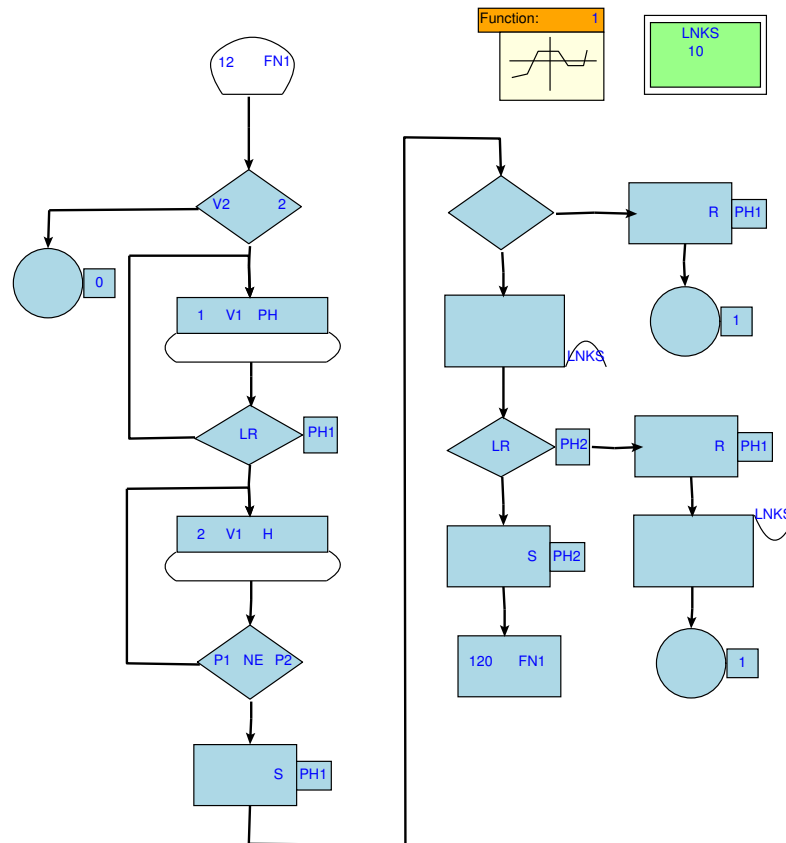 12 FN1
V2 2
0
1 V1 PH
LR PH1
2 V1 H
P1 NE P2
S PH1
Function: 1
LNKS
10
R PH1
1
LNKS
LR PH2
R PH1
LNKS
S PH2
120 FN1
1